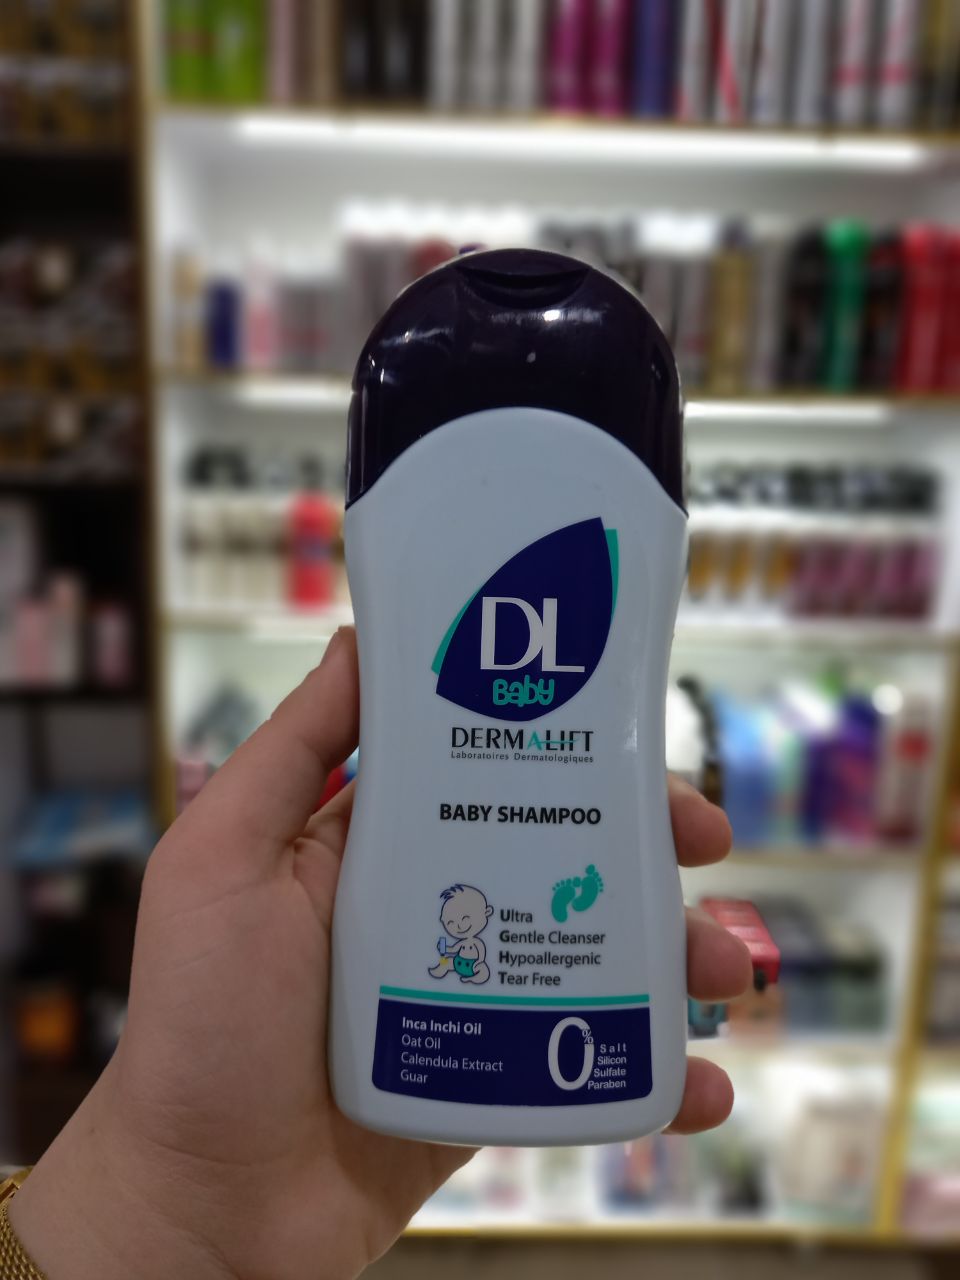 DL
Baby
DERMALIFT
Laboratoires Dermatologiques
BABY SHAMPOO
Ultra
Gentle Cleanser
Hypoallergenic
Tear Free
Inca Inchi Oil
Oat Oil
Calendula Extract
Guar
0%
Salt
Silicon
Sulfate
Paraben